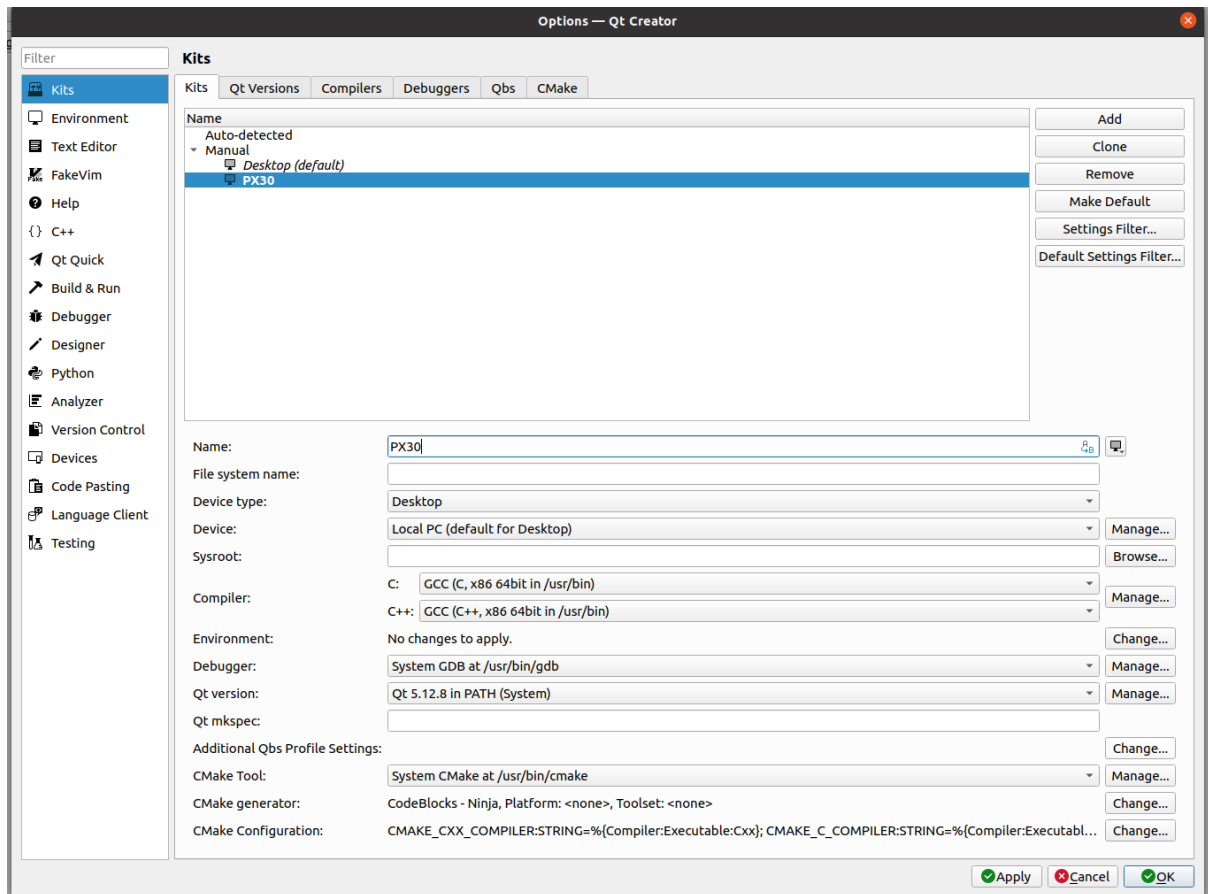 Options — Qt Creator
Filter
Kits
Environment
Text Editor
FakeVim
Help
{} C++
Qt Quick
Build & Run
Debugger
Designer
Python
Analyzer
Version Control
Devices
Code Pasting
Language Client
Testing
Kits
Kits Qt Versions Compilers Debuggers Qbs CMake
Name
Auto-detected
Manual
Desktop (default)
PX30
Add
Clone
Remove
Make Default
Settings Filter...
Default Settings Filter...
Name: PX30
File system name:
Device type: Desktop
Device: Local PC (default for Desktop) Manage...
Sysroot: Browse...
Compiler: C: GCC (C, x86 64bit in /usr/bin) Manage...
C++: GCC (C++, x86 64bit in /usr/bin)
Environment: No changes to apply. Change...
Debugger: System GDB at /usr/bin/gdb Manage...
Qt version: Qt 5.12.8 in PATH (System) Manage...
Qt mkspec:
Additional Qbs Profile Settings: Change...
CMake Tool: System CMake at /usr/bin/cmake Manage...
CMake generator: CodeBlocks - Ninja, Platform: <none>, Toolset: <none> Change...
CMake Configuration: CMAKE_CXX_COMPILER:STRING=%{Compiler:Executable:Cxx}; CMAKE_C_COMPILER:STRING=%{Compiler:Executabl... Change...
Apply Cancel OK